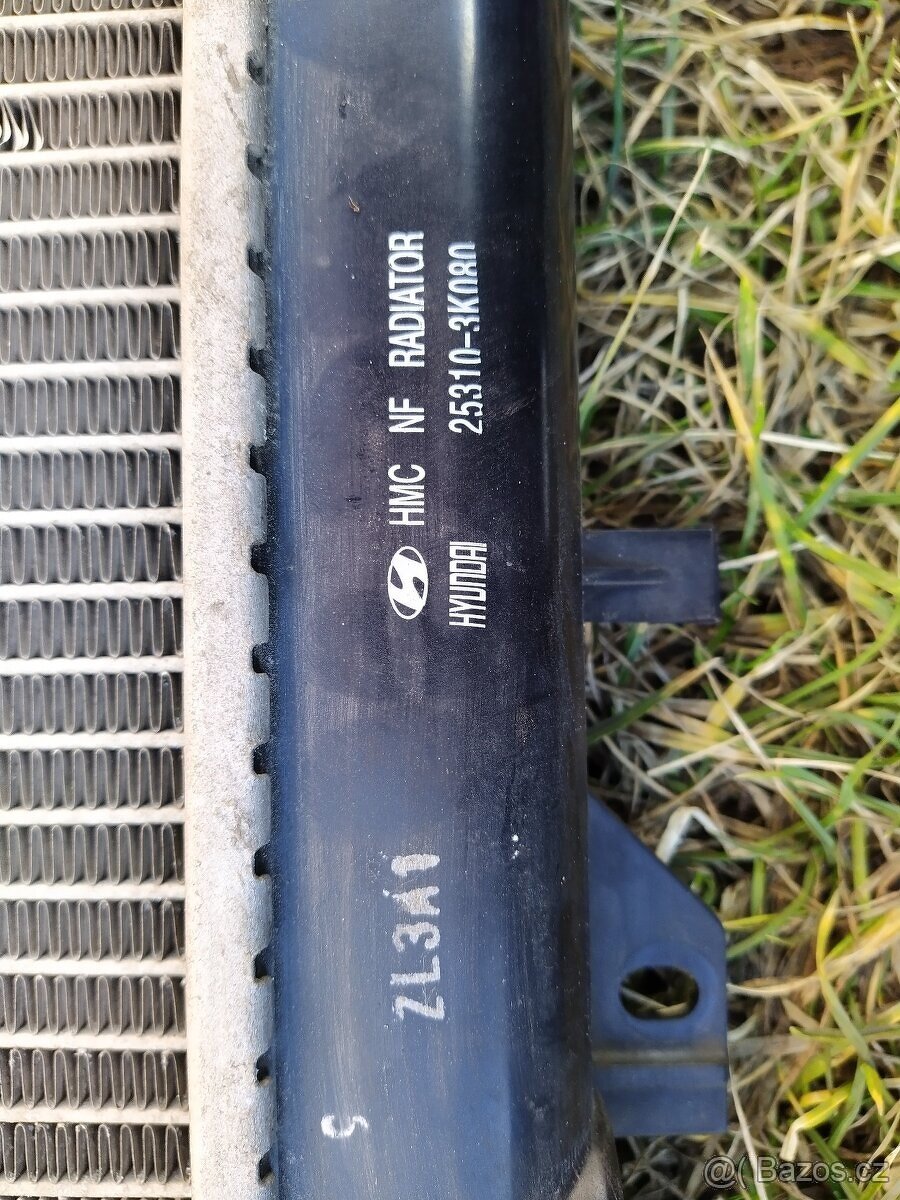 HMC NF RADIATOR
HYUNDAI 25310-3K080
ZL3A1
S
@( Bazos.cz